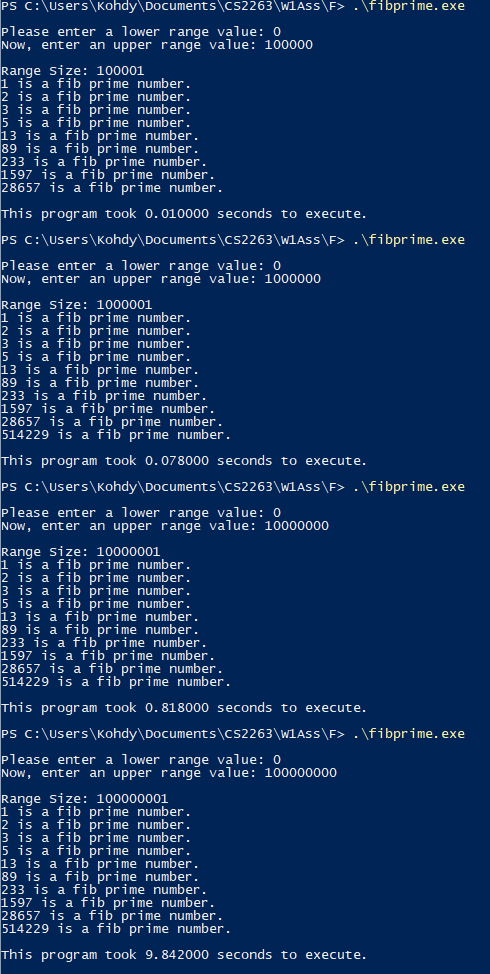 PS C:\Users\Kohdy\Documents\CS2263\W1Ass\F> .\fibprime.exe
Please enter a lower range value: 0
Now, enter an upper range value: 100000
Range Size: 100001
1 is a fib prime number.
2 is a fib prime number.
3 is a fib prime number.
5 is a fib prime number.
13 is a fib prime number.
89 is a fib prime number.
233 is a fib prime number.
1597 is a fib prime number.
28657 is a fib prime number.
This program took 0.010000 seconds to execute.
PS C:\Users\Kohdy\Documents\CS2263\W1Ass\F> .\fibprime.exe
Please enter a lower range value: 0
Now, enter an upper range value: 1000000
Range Size: 1000001
1 is a fib prime number.
2 is a fib prime number.
3 is a fib prime number.
5 is a fib prime number.
13 is a fib prime number.
89 is a fib prime number.
233 is a fib prime number.
1597 is a fib prime number.
28657 is a fib prime number.
514229 is a fib prime number.
This program took 0.078000 seconds to execute.
PS C:\Users\Kohdy\Documents\CS2263\W1Ass\F> .\fibprime.exe
Please enter a lower range value: 0
Now, enter an upper range value: 10000000
Range Size: 10000001
1 is a fib prime number.
2 is a fib prime number.
3 is a fib prime number.
5 is a fib prime number.
13 is a fib prime number.
89 is a fib prime number.
233 is a fib prime number.
1597 is a fib prime number.
28657 is a fib prime number.
514229 is a fib prime number.
This program took 0.818000 seconds to execute.
PS C:\Users\Kohdy\Documents\CS2263\W1Ass\F> .\fibprime.exe
Please enter a lower range value: 0
Now, enter an upper range value: 100000000
Range Size: 100000001
1 is a fib prime number.
2 is a fib prime number.
3 is a fib prime number.
5 is a fib prime number.
13 is a fib prime number.
89 is a fib prime number.
233 is a fib prime number.
1597 is a fib prime number.
28657 is a fib prime number.
514229 is a fib prime number.
This program took 9.842000 seconds to execute.